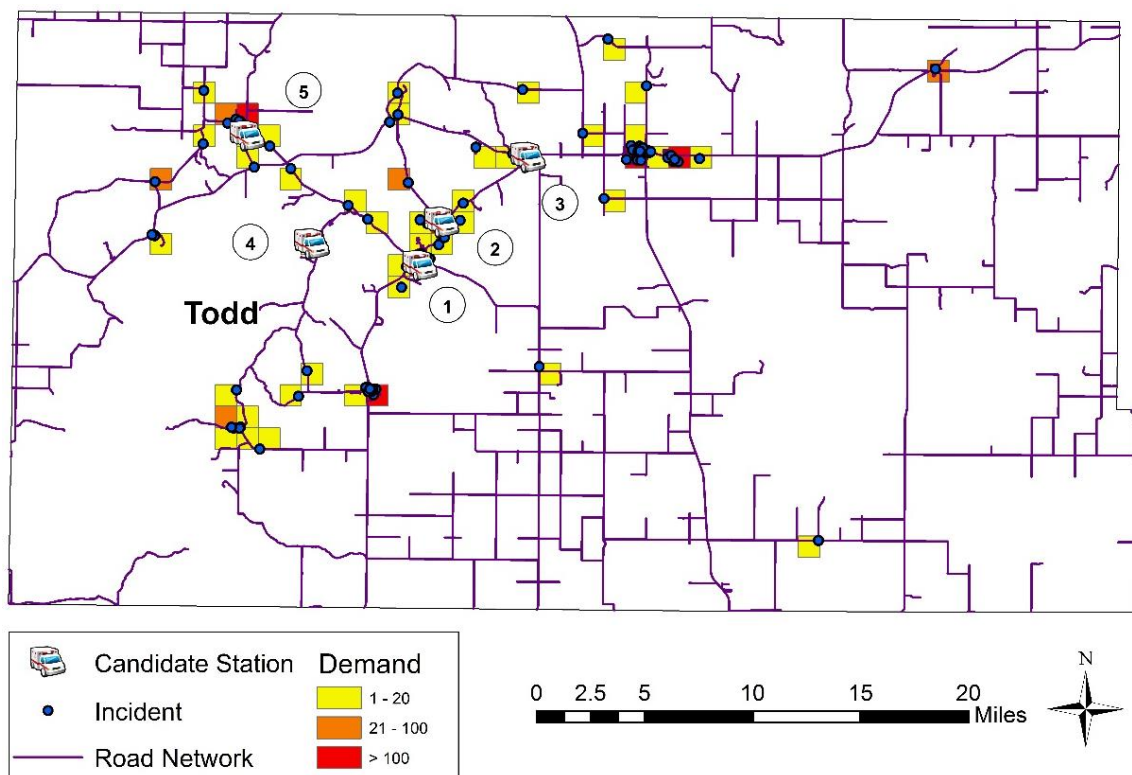 5
3
4
2
1
Todd
Candidate Station
Incident
Road Network
Demand
1 - 20
21 - 100
> 100
0 2.5 5 10 15 20
Miles
N